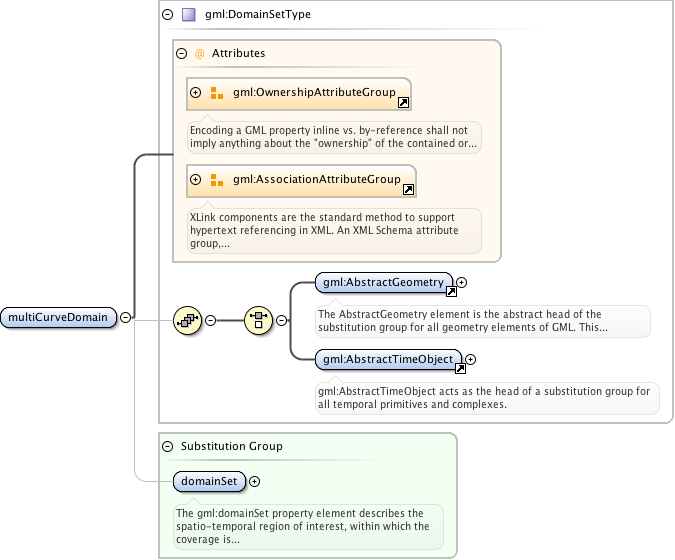 gml:DomainSetType
@ Attributes
gml:OwnershipAttributeGroup
Encoding a GML property inline vs. by-reference shall not
imply anything about the "ownership" of the contained or...
gml:AssociationAttributeGroup
XLink components are the standard method to support
hypertext referencing in XML. An XML Schema attribute
group,...
multiCurveDomain
gml:AbstractGeometry
The AbstractGeometry element is the abstract head of the
substitution group for all geometry elements of GML. This...
gml:AbstractTimeObject
gml:AbstractTimeObject acts as the head of a substitution group for
all temporal primitives and complexes.
Substitution Group
domainSet
The gml:domainSet property element describes the
spatio-temporal region of interest, within which the
coverage is...